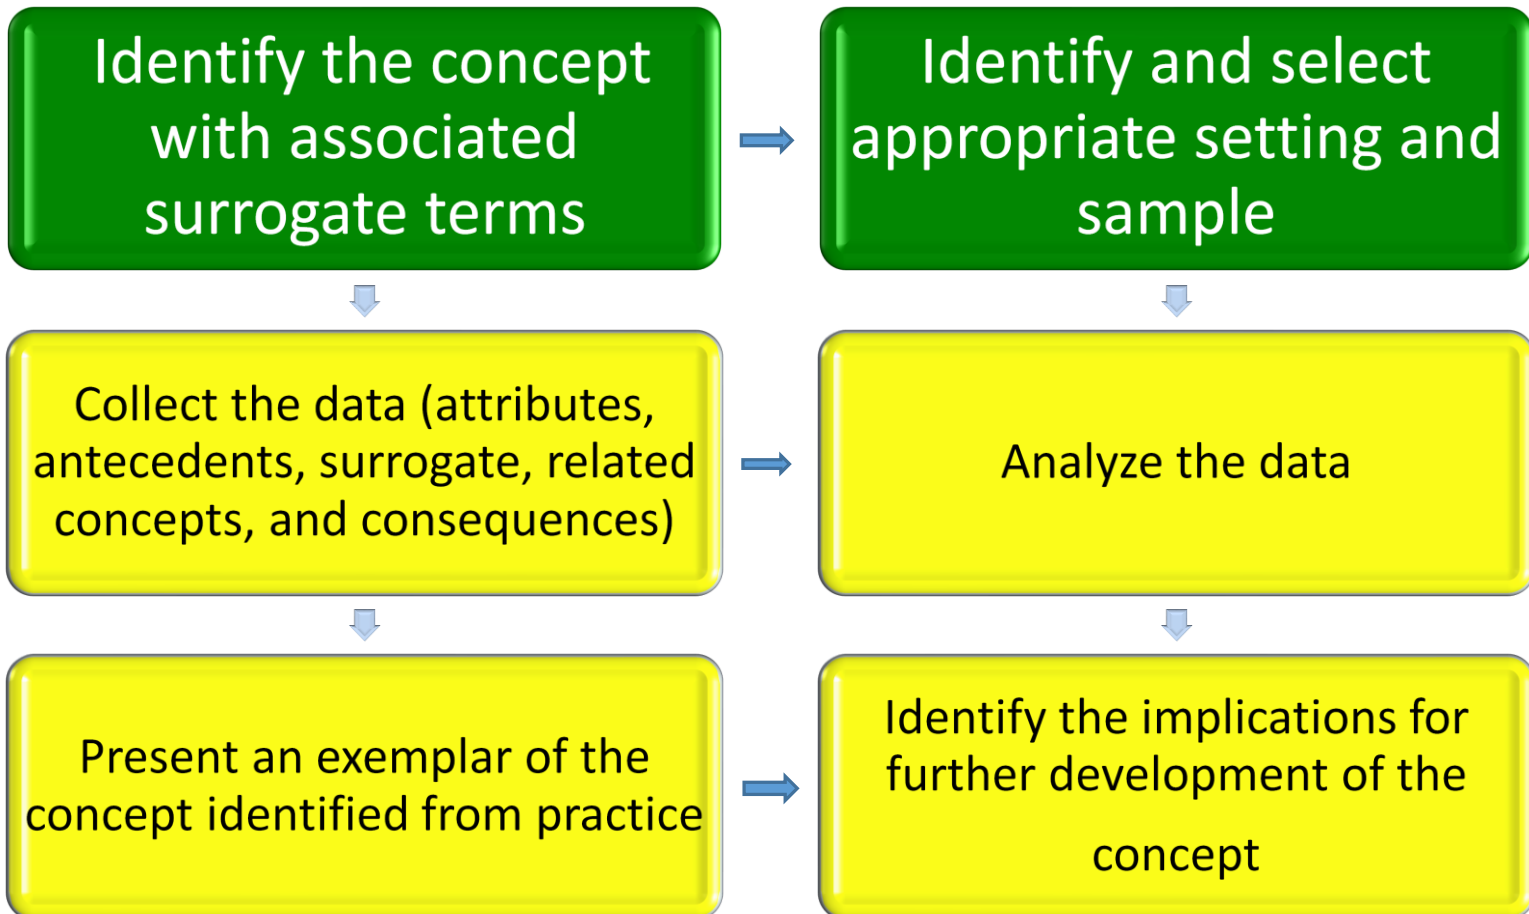 Identify the concept
with associated
surrogate terms
Identify and select
appropriate setting and
sample
Collect the data (attributes,
antecedents, surrogate, related
concepts, and consequences)
Analyze the data
Present an exemplar of the
concept identified from practice
Identify the implications for
further development of the
concept